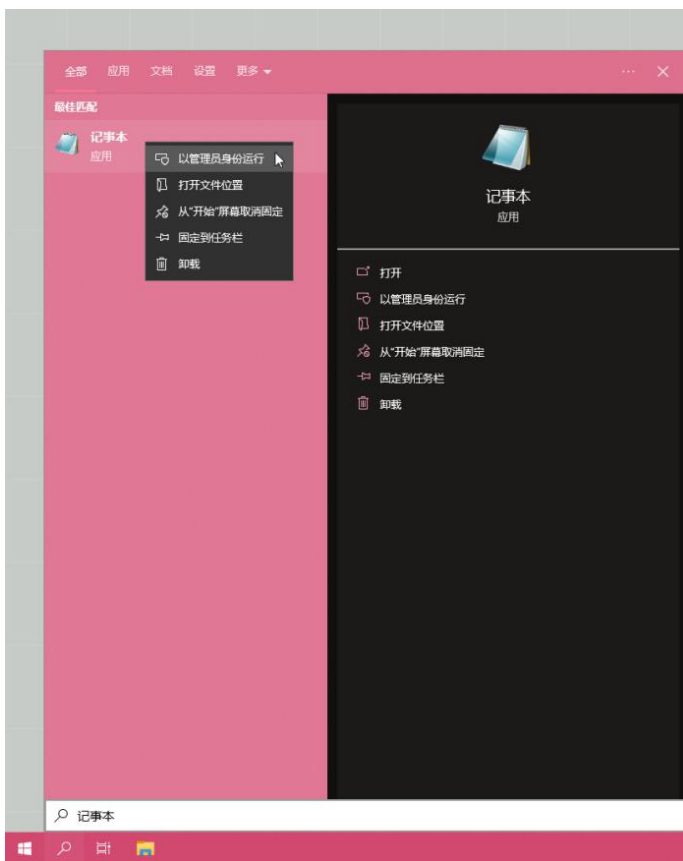 全部 应用 文档 设置 更多
最佳匹配
记事本
应用
以管理员身份运行
打开文件位置
从"开始"屏幕取消固定
固定到任务栏
卸载
记事本
应用
打开
以管理员身份运行
打开文件位置
从"开始"屏幕取消固定
固定到任务栏
卸载
记事本